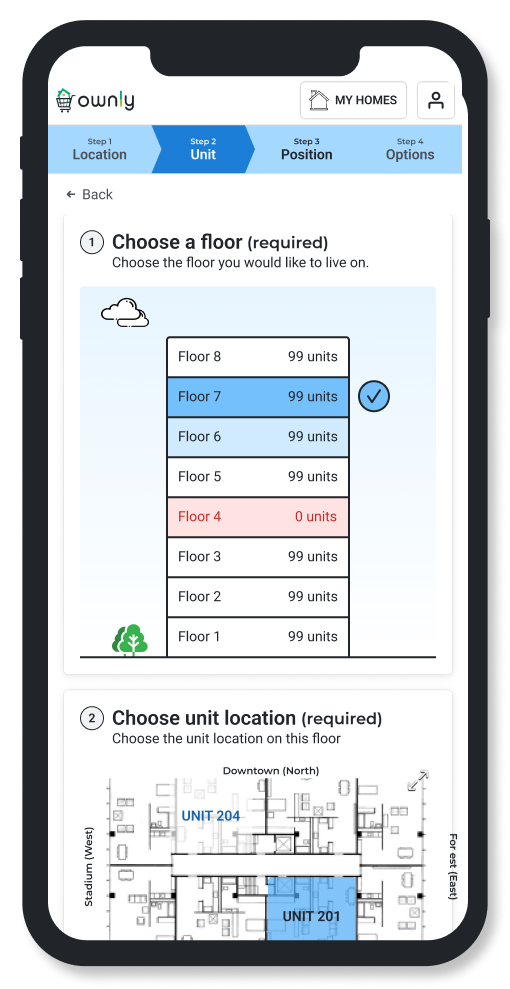 ownly
MY HOMES
Step 1
Location
Step 2
Unit
Step 3
Position
Step 4
Options
← Back
1 Choose a floor (required)
Choose the floor you would like to live on.
Floor 8 99 units
Floor 7 99 units
Floor 6 99 units
Floor 5 99 units
Floor 4 0 units
Floor 3 99 units
Floor 2 99 units
Floor 1 99 units
2 Choose unit location (required)
Choose the unit location on this floor
Downtown (North)
UNIT 204
Stadium (West)
For est (East)
UNIT 201